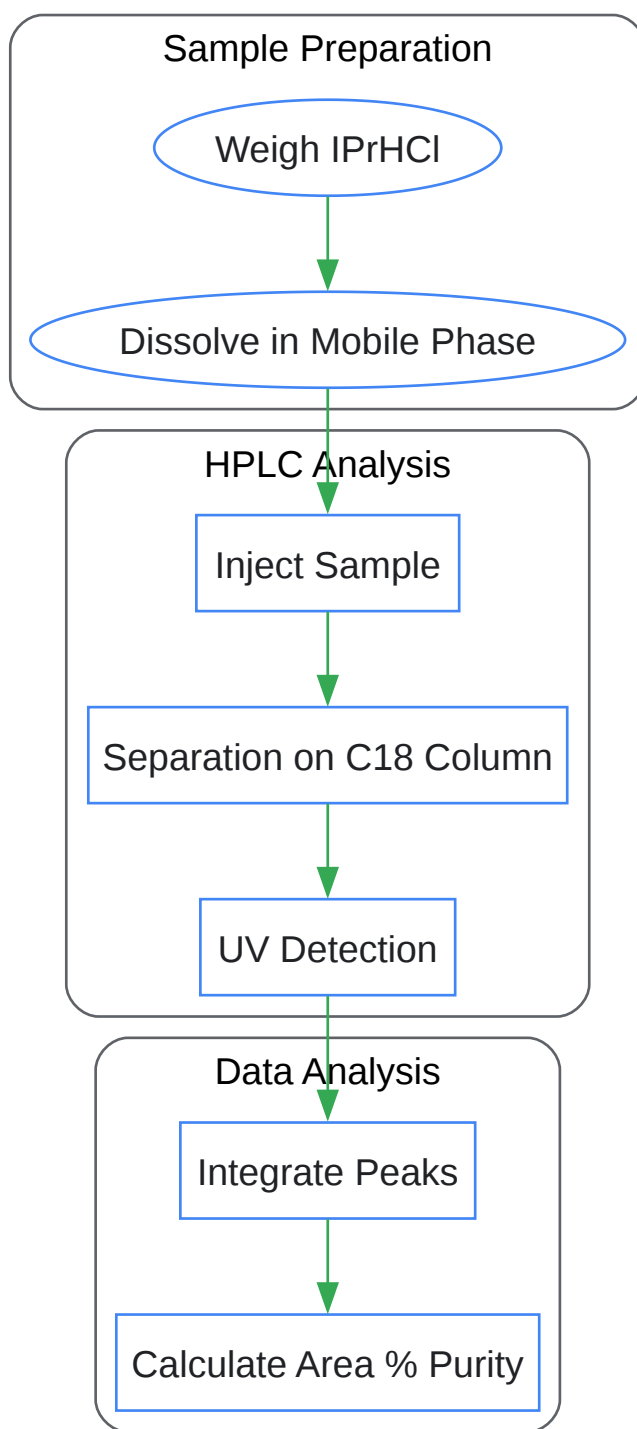 Sample Preparation
Weigh IPrHCl
Dissolve in Mobile Phase
HPLC Analysis
Inject Sample
Separation on C18 Column
UV Detection
Data Analysis
Integrate Peaks
Calculate Area % Purity